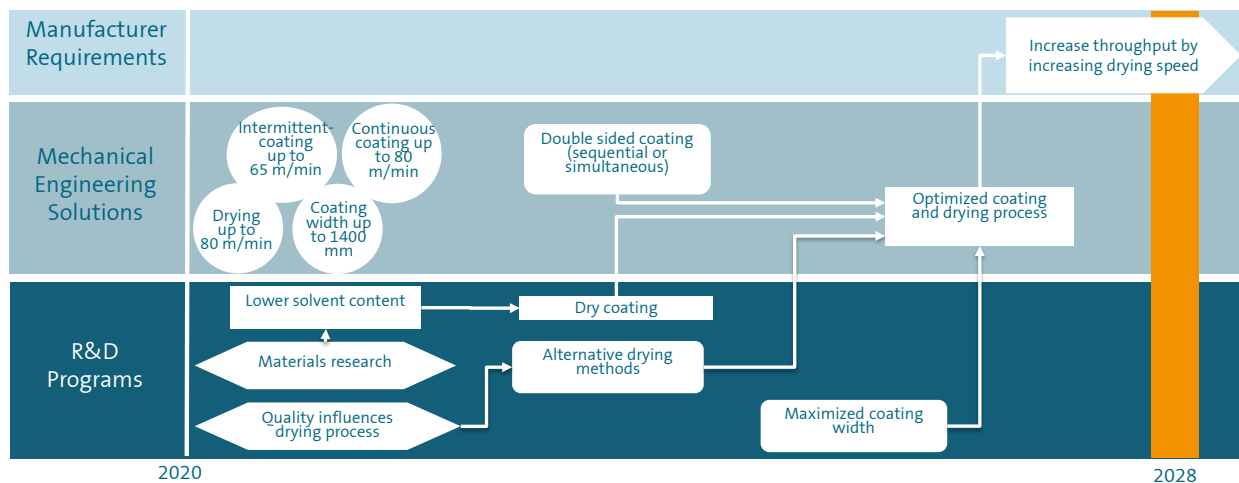 Manufacturer
Requirements
Increase throughput by
increasing drying speed
Mechanical
Engineering
Solutions
Intermittent-
coating
up to
65 m/min
Continuous
coating up
to 80
m/min
Drying
up to
80 m/min
Coating
width up
to 1400
mm
Double sided coating
(sequential or
simultaneous)
Optimized coating
and drying process
R&D
Programs
Lower solvent content
Dry coating
Materials research
Alternative drying
methods
Quality influences
drying process
Maximized coating
width
2020
2028